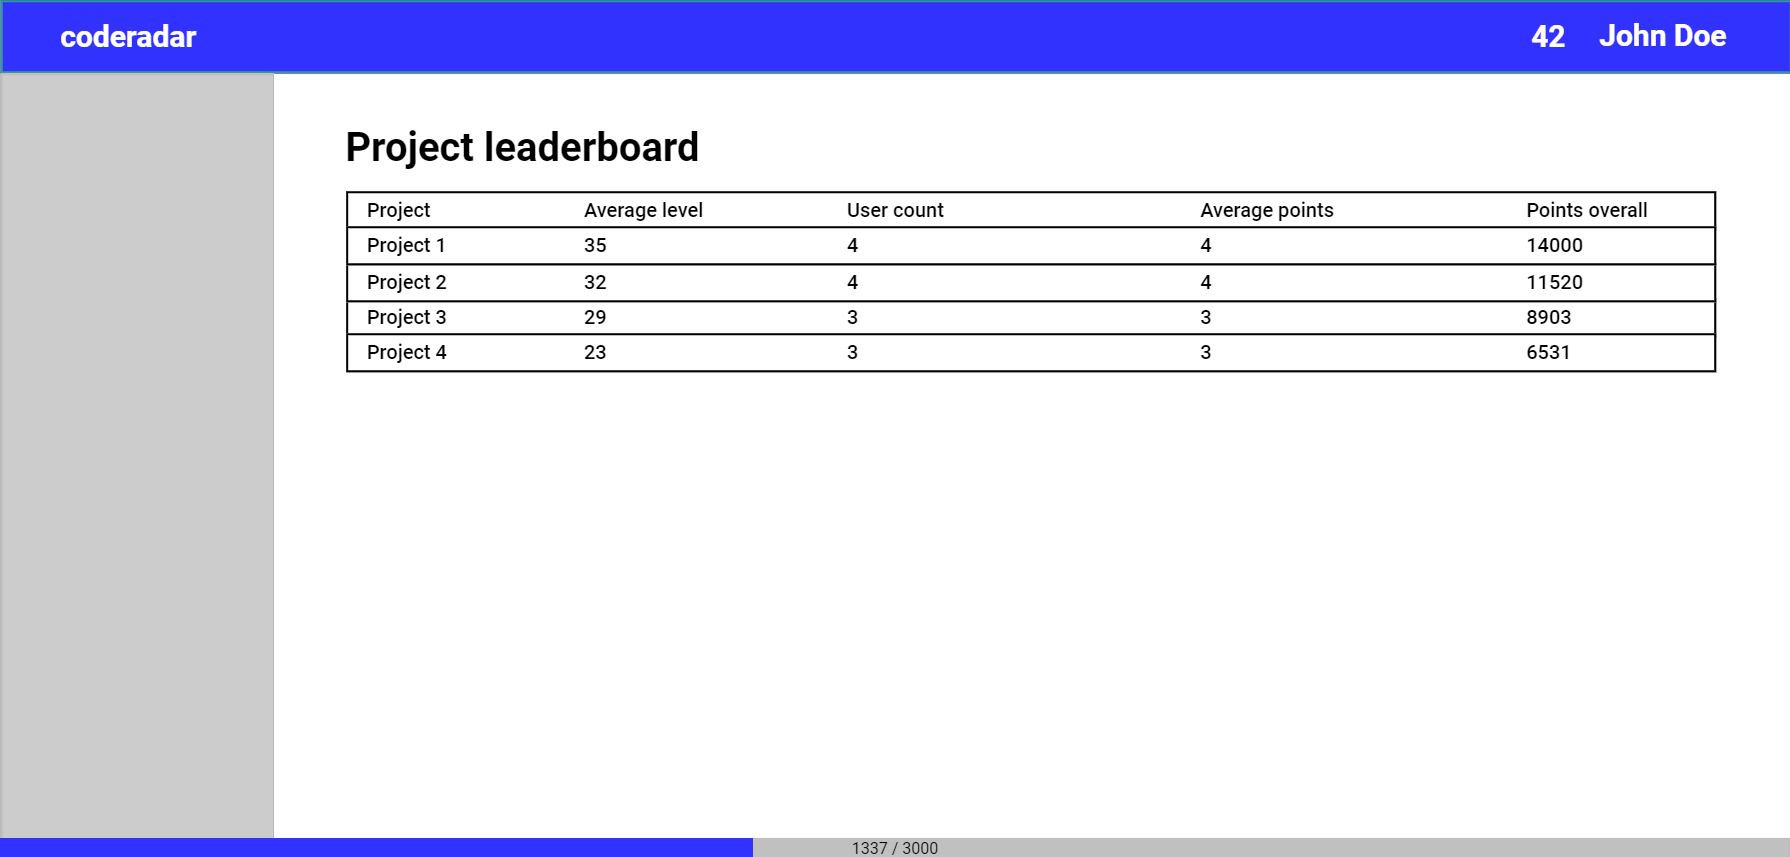 coderadar 42 John Doe
Project leaderboard
Project Average level User count Average points Points overall
Project 1 35 4 4 14000
Project 2 32 4 4 11520
Project 3 29 3 3 8903
Project 4 23 3 3 6531
1337 / 3000